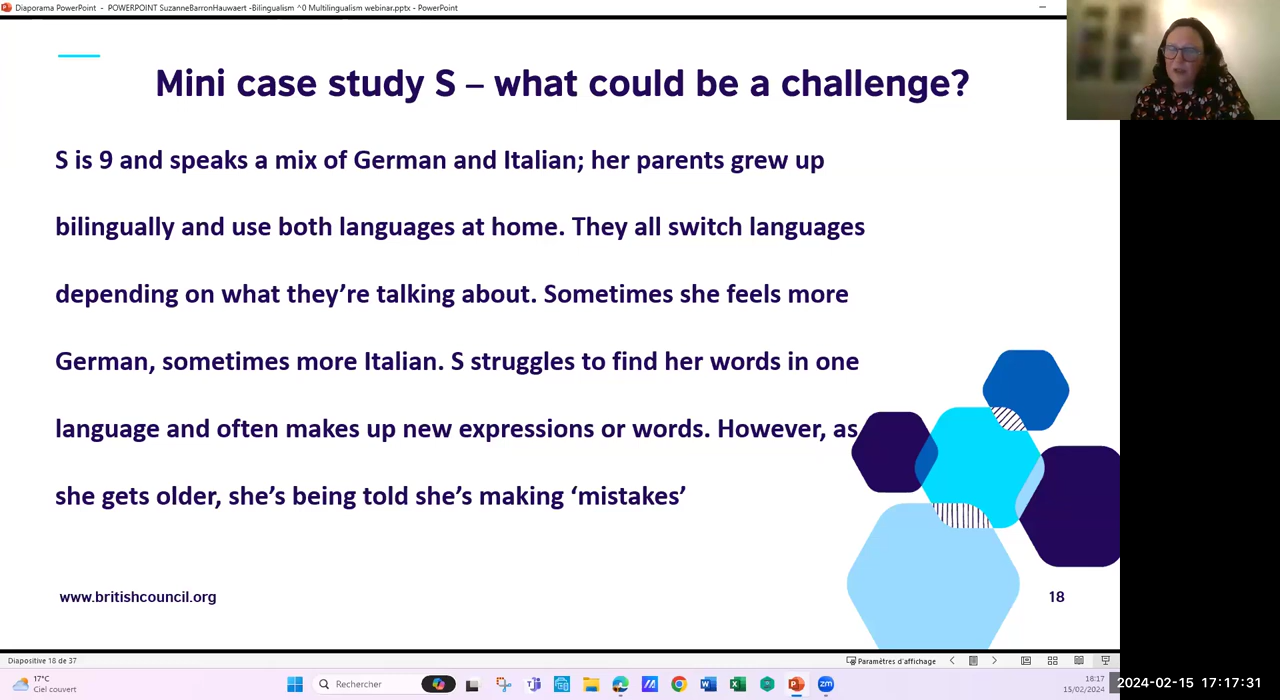 Diaporama PowerPoint - POWERPOINT SuzanneBarronHauwaert -Bilingualism ^0 Multilingualism webinar.pptx - PowerPoint
Mini case study S – what could be a challenge?
S is 9 and speaks a mix of German and Italian; her parents grew up
bilingually and use both languages at home. They all switch languages
depending on what they’re talking about. Sometimes she feels more
German, sometimes more Italian. S struggles to find her words in one
language and often makes up new expressions or words. However, as
she gets older, she’s being told she’s making ‘mistakes’
www.britishcouncil.org
18
Diapositive 18 de 37
Paramètres d'affichage
17°C
Ciel couvert
Rechercher
zm
18:17
15/02/2024
2024-02-15 17:17:31